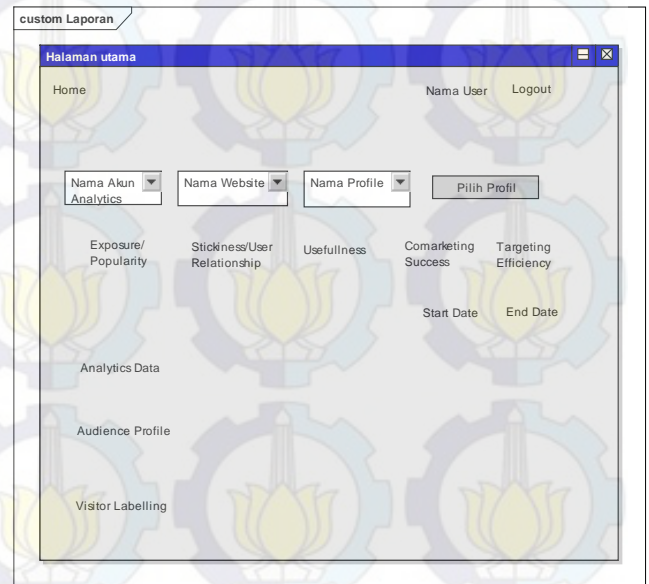 custom Laporan
Halaman utama
Home
Nama User
Logout
Nama Akun
Analytics
Nama Website
Nama Profile
Pilih Profil
Exposure/
Popularity
Stickiness/User
Relationship
Usefullness
Comarketing
Success
Targeting
Efficiency
Start Date
End Date
Analytics Data
Audience Profile
Visitor Labelling